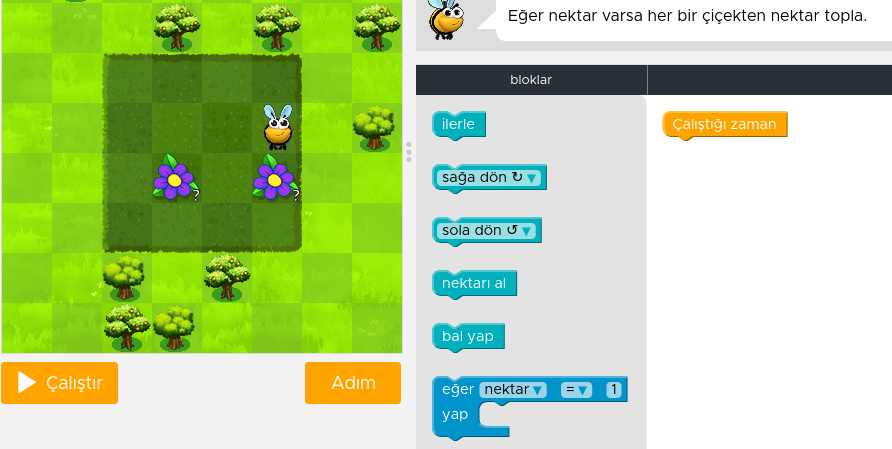 Eğer nektar varsa her bir çiçekten nektar topla.
bloklar
ilerle
Çalıştığı zaman
sağa dön ↻ ▼
? ?
sola dön ↺ ▼
nektarı al
bal yap
Çalıştır
Adım
eğer nektar ▼ = ▼ 1
yap